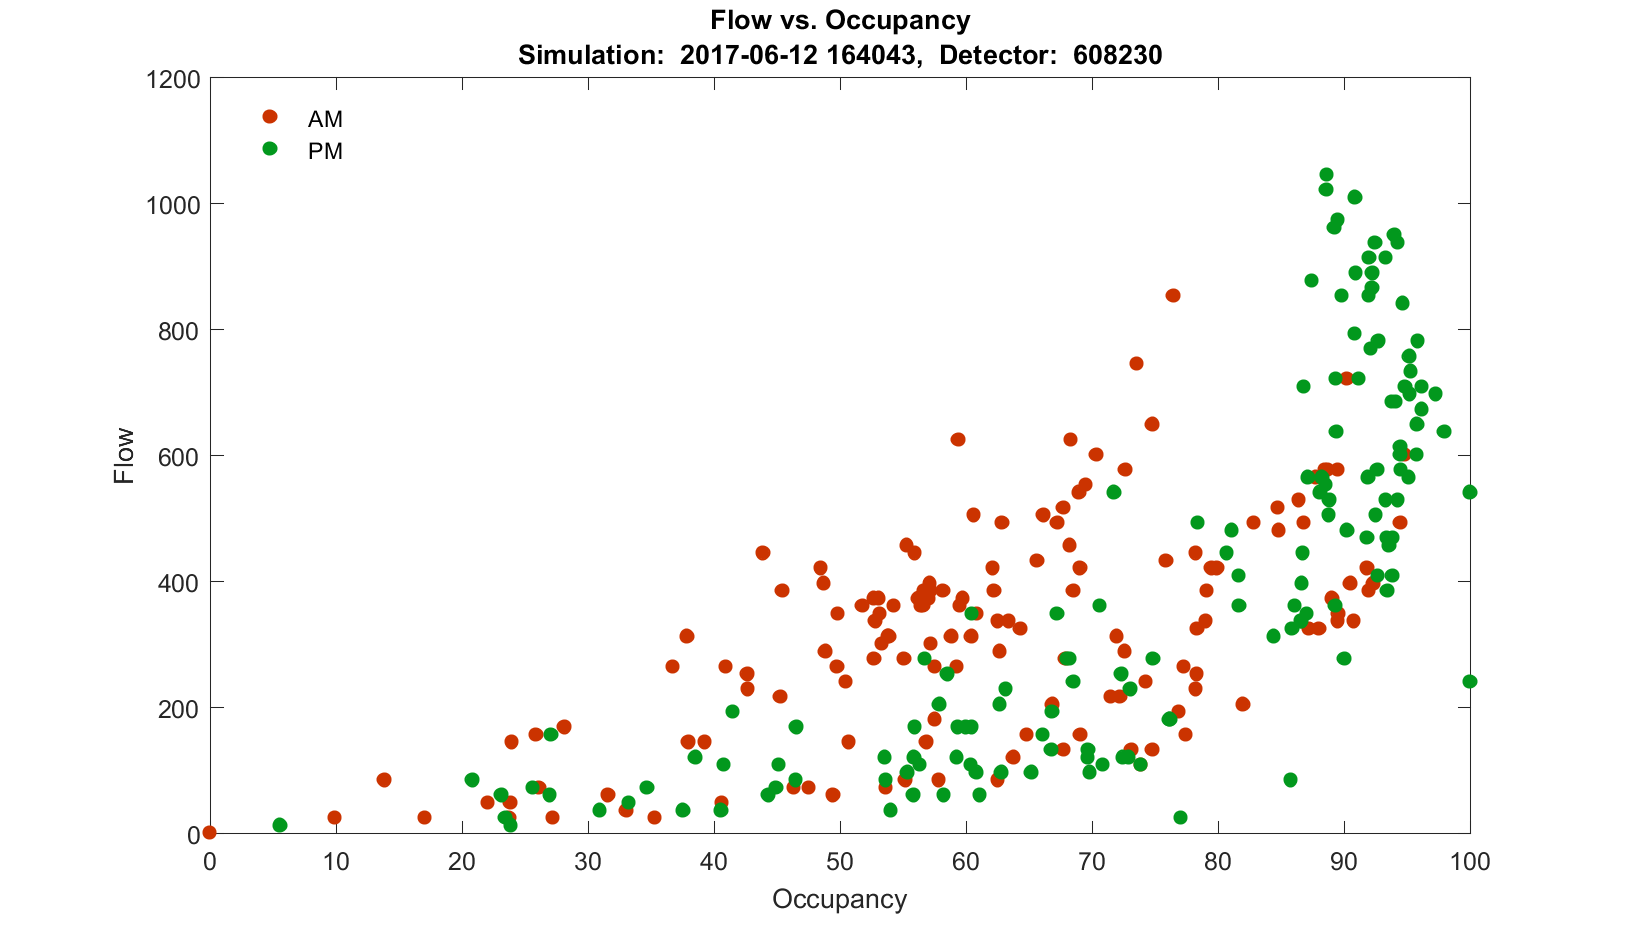 Flow vs. Occupancy
Simulation:  2017-06-12 164043,  Detector:  608230
1200
1000
800
600
400
200
0
AM
PM
Flow
0 10 20 30 40 50 60 70 80 90 100
Occupancy